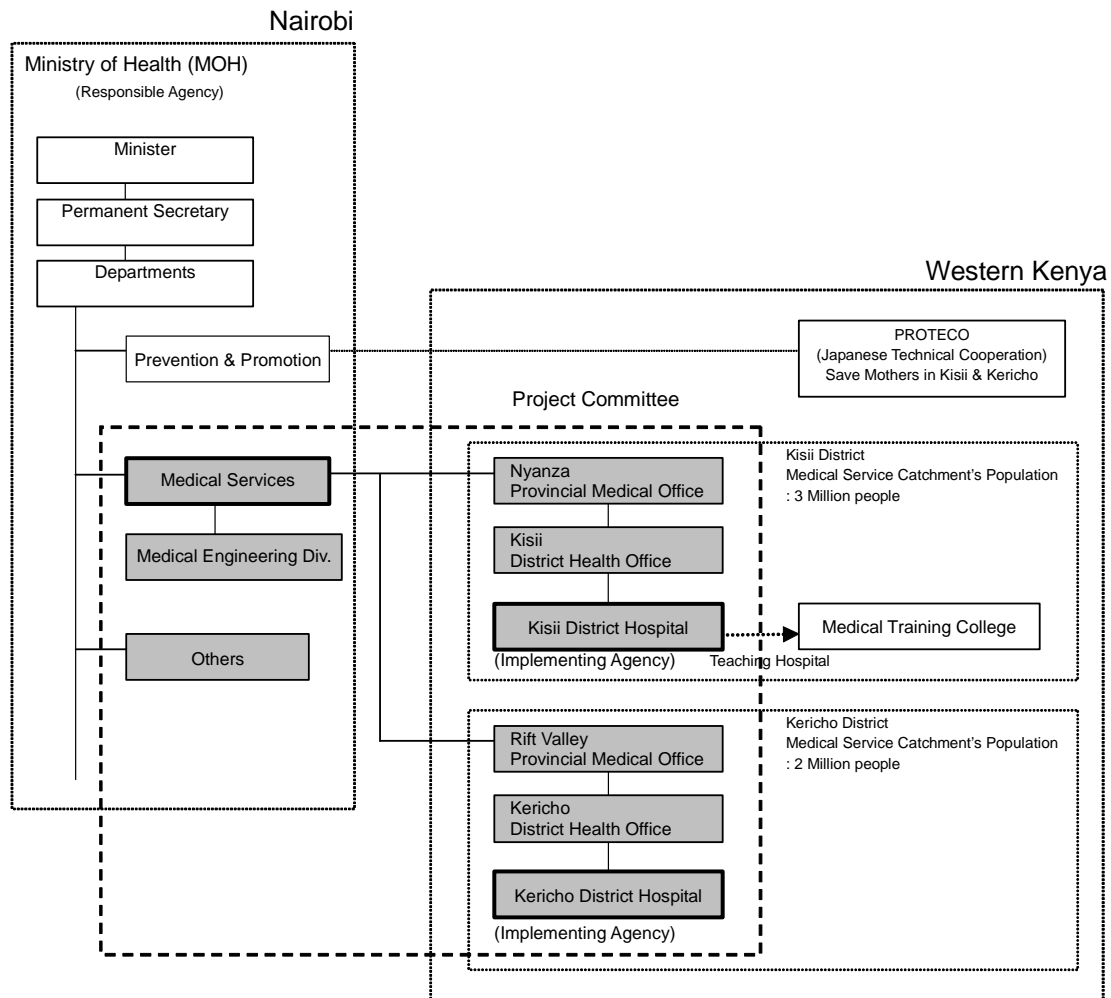 Nairobi
Ministry of Health (MOH)
(Responsible Agency)
Minister
Permanent Secretary
Departments
Prevention & Promotion
Medical Services
Medical Engineering Div.
Others
Western Kenya
PROTECO
(Japanese Technical Cooperation)
Save Mothers in Kisii & Kericho
Project Committee
Nyanza
Provincial Medical Office
Kisii
District Health Office
Kisii District Hospital
(Implementing Agency)
Teaching Hospital
Medical Training College
Kisii District
Medical Service Catchment's Population
: 3 Million people
Rift Valley
Provincial Medical Office
Kericho
District Health Office
Kericho District Hospital
(Implementing Agency)
Kericho District
Medical Service Catchment's Population
: 2 Million people